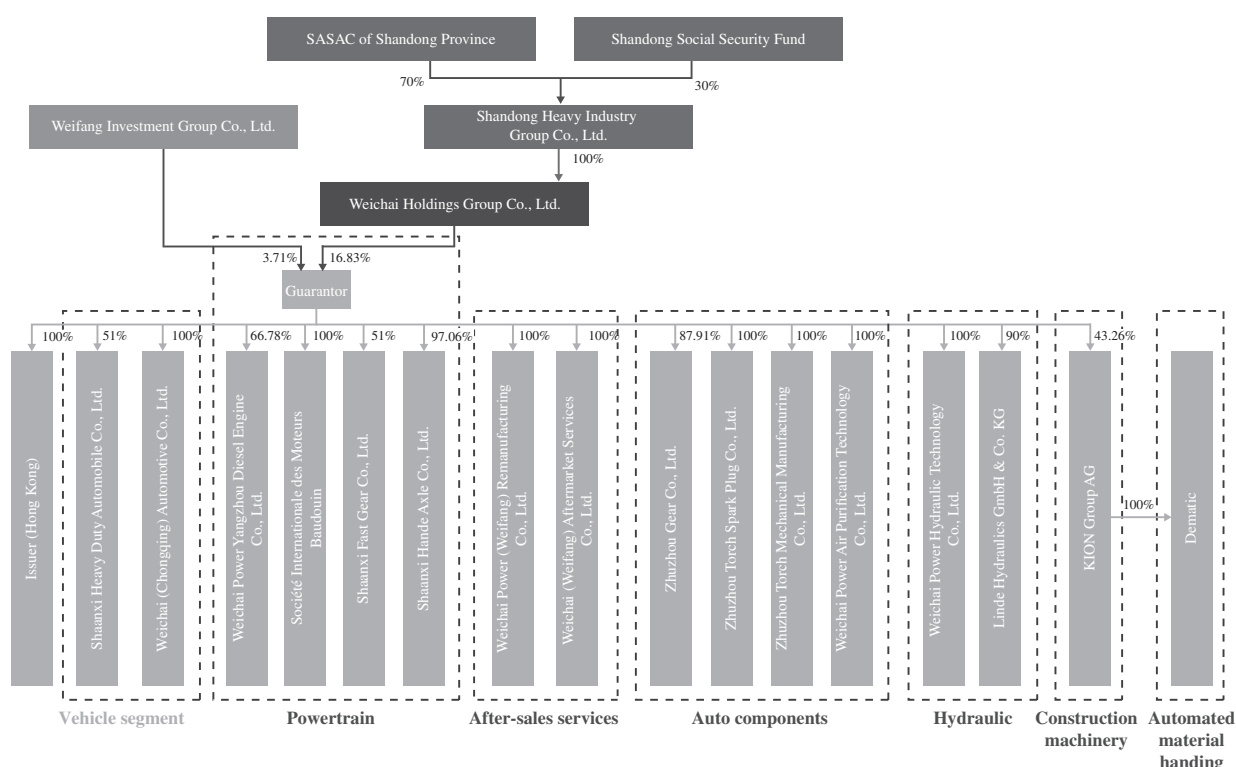 SASAC of Shandong Province
Shandong Social Security Fund
70%
30%
Weifang Investment Group Co., Ltd.
Shandong Heavy Industry
Group Co., Ltd.
100%
Weichai Holdings Group Co., Ltd.
3.71%
16.83%
Guarantor
100%
51%
100%
66.78%
100%
51%
97.06%
100%
100%
87.91%
100%
100%
100%
100%
90%
43.26%
Issuer (Hong Kong)
Shaanxi Heavy Duty Automobile Co., Ltd.
Weichai (Chongqing) Automotive Co., Ltd.
Weichai Power Yangzhou Diesel Engine
Co., Ltd.
Société Internationale des Moteurs
Baudouin
Shaanxi Fast Gear Co., Ltd.
Shaanxi Hande Axle Co., Ltd.
Weichai Power (Weifang) Remanufacturing
Co., Ltd.
Weichai (Weifang) Aftermarket Services
Co., Ltd.
Zhuzhou Gear Co., Ltd.
Zhuzhou Torch Spark Plug Co., Ltd.
Zhuzhou Torch Mechanical Manufacturing
Co., Ltd.
Weichai Power Air Purification Technology
Co., Ltd.
Weichai Power Hydraulic Technology
Co., Ltd.
Linde Hydraulics GmbH & Co. KG
KION Group AG
100%
Dematic
Vehicle segment
Powertrain
After-sales services
Auto components
Hydraulic
Construction
machinery
Automated
material
handing